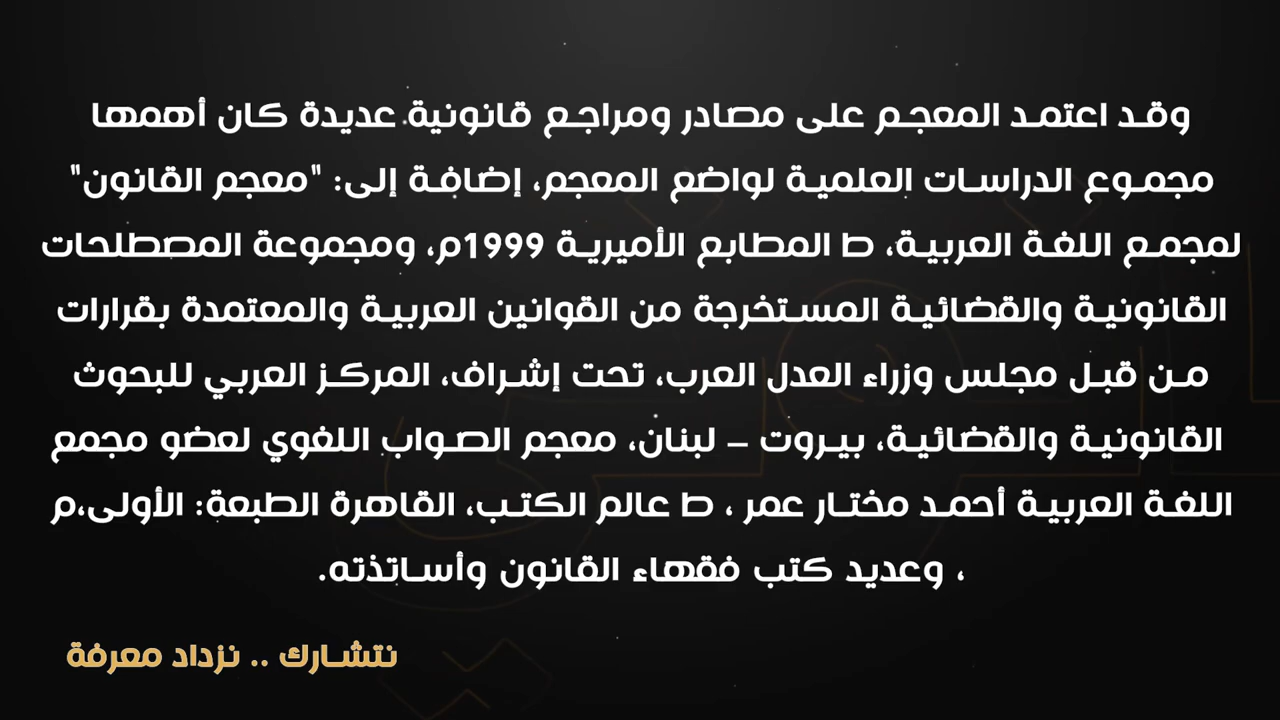 وقد اعتمد المعجم على مصادر ومراجع قانونية عديدة كان أهمها
مجموع الدراسات العلمية لواضع المعجم، إضافة إلى: "معجم القانون"
لمجمع اللغة العربية، ط المطابع الأميرية 1999م، ومجموعة المصطلحات
القانونية والقضائية المستخرجة من القوانين العربية والمعتمدة بقرارات
من قبل مجلس وزراء العدل العرب، تحت إشراف، المركز العربي للبحوث
القانونية والقضائية، بيروت – لبنان، معجم الصواب اللغوي لعضو مجمع
اللغة العربية أحمد مختار عمر ، ط عالم الكتب، القاهرة الطبعة: الأولى،م
، وعديد كتب فقهاء القانون وأساتذته.
نتشارك .. نزداد معرفة